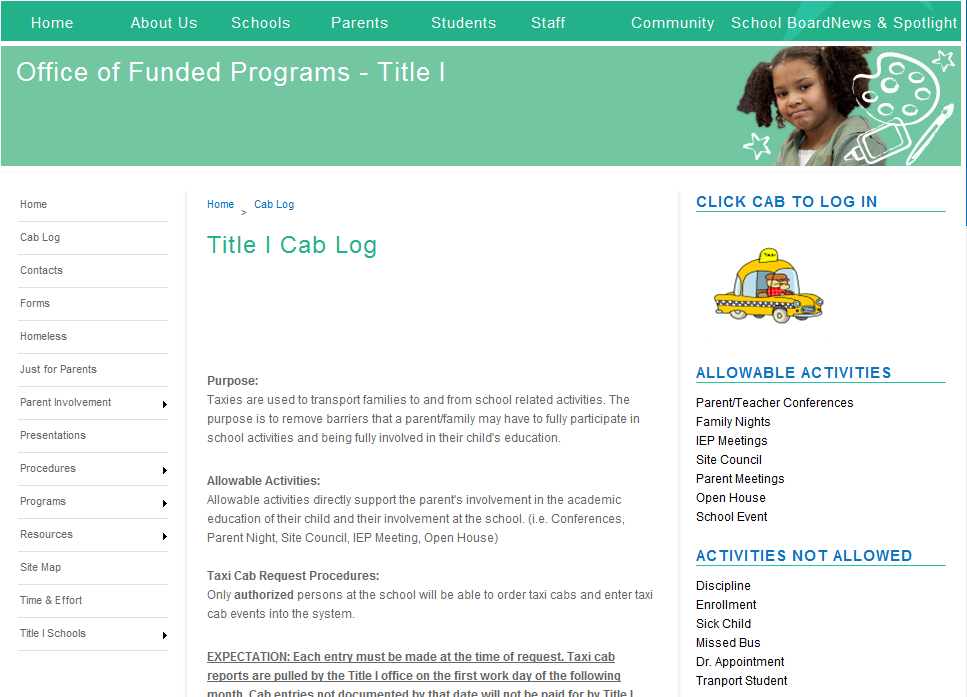 Home About Us Schools Parents Students Staff Community School Board News & Spotlight
Office of Funded Programs - Title I
Home
Cab Log
Contacts
Forms
Homeless
Just for Parents
Parent Involvement
Presentations
Procedures
Programs
Resources
Site Map
Time & Effort
Title I Schools
Home > Cab Log
Title I Cab Log
Purpose:
Taxies are used to transport families to and from school related activities. The
purpose is to remove barriers that a parent/family may have to fully participate in
school activities and being fully involved in their child's education.
Allowable Activities:
Allowable activities directly support the parent's involvement in the academic
education of their child and their involvement at the school. (i.e. Conferences,
Parent Night, Site Council, IEP Meeting, Open House)
Taxi Cab Request Procedures:
Only authorized persons at the school will be able to order taxi cabs and enter taxi
cab events into the system.
EXPECTATION: Each entry must be made at the time of request. Taxi cab
reports are pulled by the Title I office on the first work day of the following
month. Cab entries not documented by that date will not be paid for by Title I.
CLICK CAB TO LOG IN
TAXI
ALLOWABLE ACTIVITIES
Parent/Teacher Conferences
Family Nights
IEP Meetings
Site Council
Parent Meetings
Open House
School Event
ACTIVITIES NOT ALLOWED
Discipline
Enrollment
Sick Child
Missed Bus
Dr. Appointment
Tranport Student